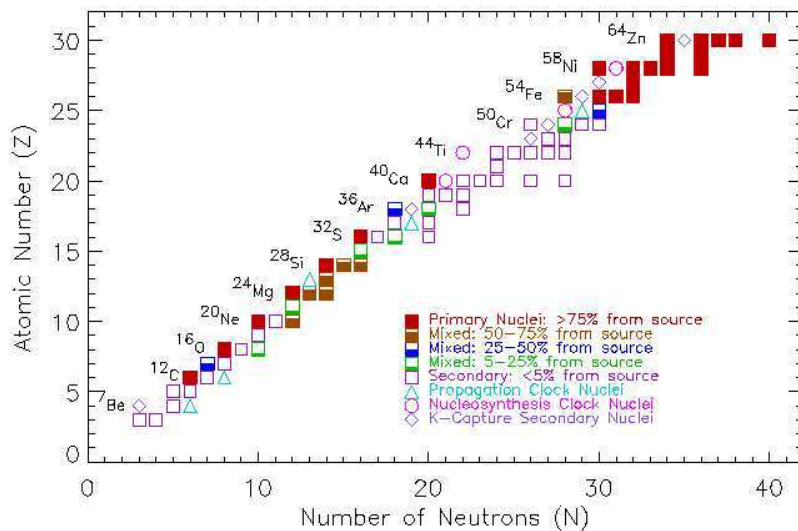 30
25
20
15
10
5
0
Atomic Number (Z)
0 10 20 30 40
Number of Neutrons (N)
⁶⁴Zn
⁵⁸Ni
⁵⁴Fe
⁵⁰Cr
⁴⁴Ti
⁴⁰Ca
³⁶Ar
³²S
²⁸Si
²⁴Mg
²⁰Ne
¹⁶O
¹²C
⁷Be
Primary Nuclei: >75% from source
Mixed: 50-75% from source
Mixed: 25-50% from source
Mixed: 5-25% from source
Secondary: <5% from source
Propagation Clock Nuclei
Nucleosynthesis Clock Nuclei
K-Capture Secondary Nuclei